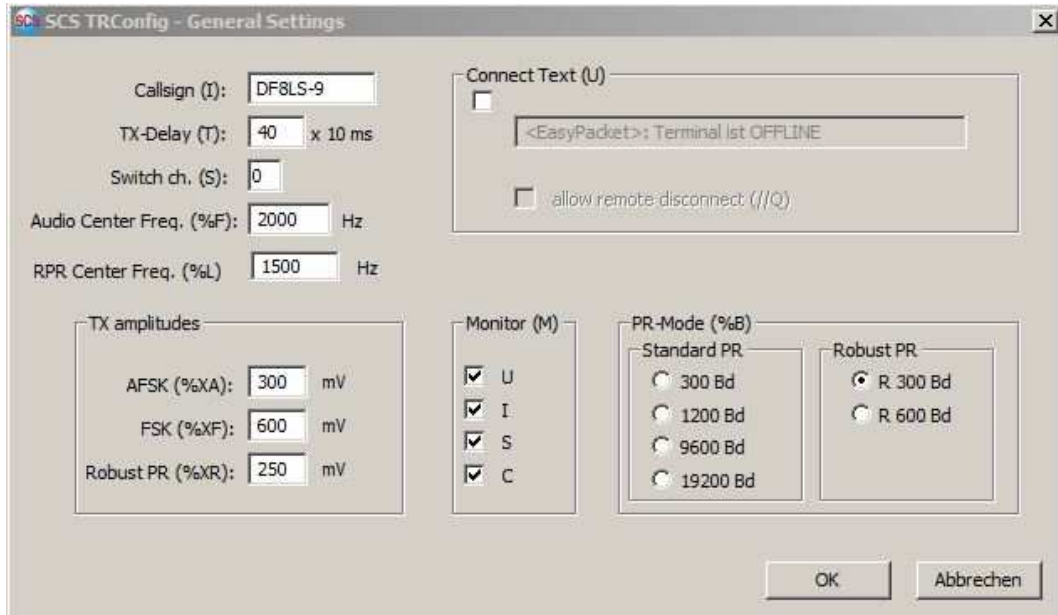 SCS TRConfig - General Settings
Callsign (I): DF8LS-9
TX-Delay (T): 40 x 10 ms
Switch ch. (S): 0
Audio Center Freq. (%F): 2000 Hz
RPR Center Freq. (%L) 1500 Hz
Connect Text (U)
<EasyPacket>: Terminal ist OFFLINE
allow remote disconnect (//Q)
TX amplitudes
AFSK (%XA): 300 mV
FSK (%XF): 600 mV
Robust PR (%XR): 250 mV
Monitor (M)
U
I
S
C
PR-Mode (%B)
Standard PR
300 Bd
1200 Bd
9600 Bd
19200 Bd
Robust PR
R 300 Bd
R 600 Bd
OK
Abbrechen